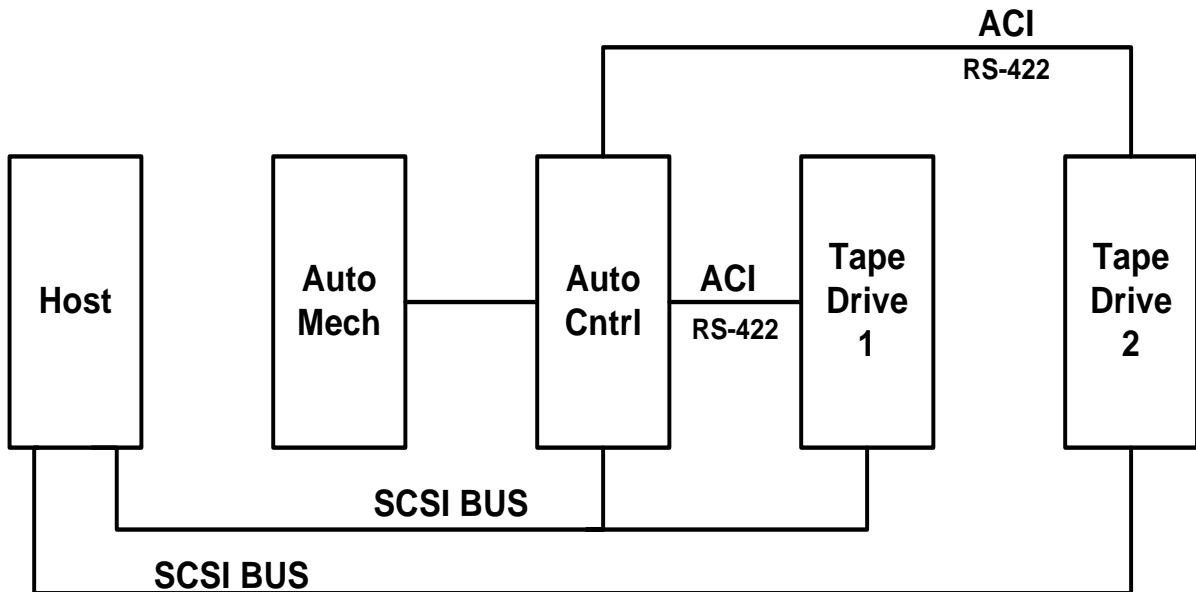 ACI
RS-422
Host
Auto
Mech
Auto
Cntrl
ACI
RS-422
Tape
Drive
1
Tape
Drive
2
SCSI BUS
SCSI BUS